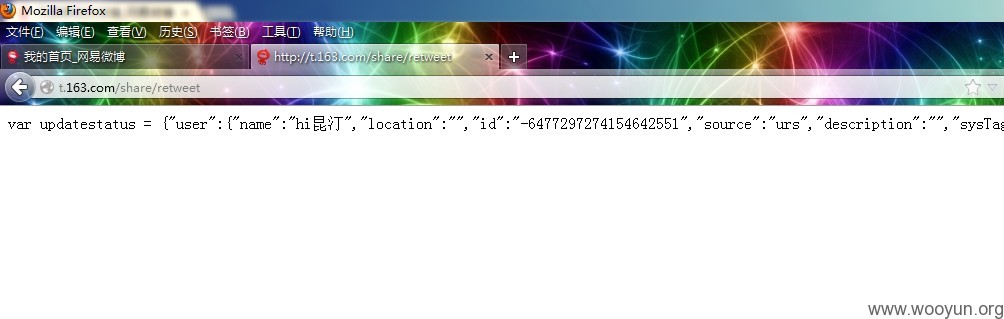 Mozilla Firefox
文件(F) 编辑(E) 查看(V) 历史(S) 书签(B) 工具(T) 帮助(H)
我的首页_网易微博 http://t.163.com/share/retweet
t.163.com/share/retweet
var updatestatus = {"user":{"name":"hi昆汀","location":"","id":"-6477297274154642551","source":"urs","description":"","sysTag
www.wooyun.org